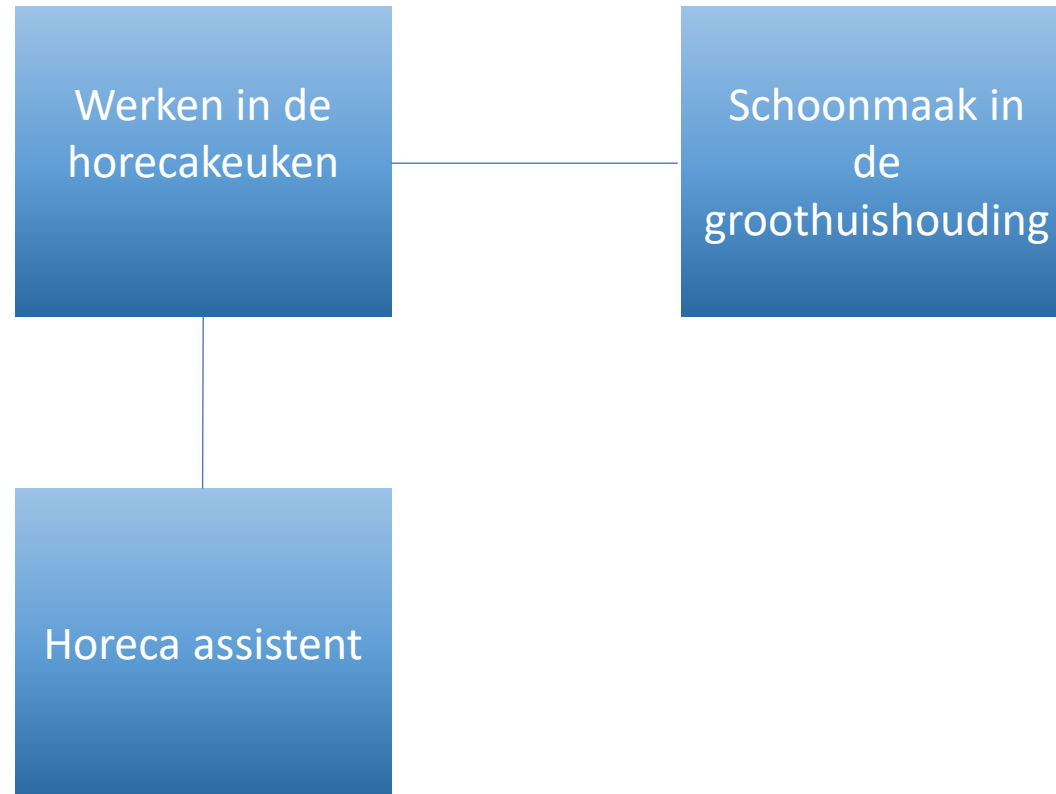 Werken in de
horecakeuken
Schoonmaak in
de
groothuishouding
Horeca assistent